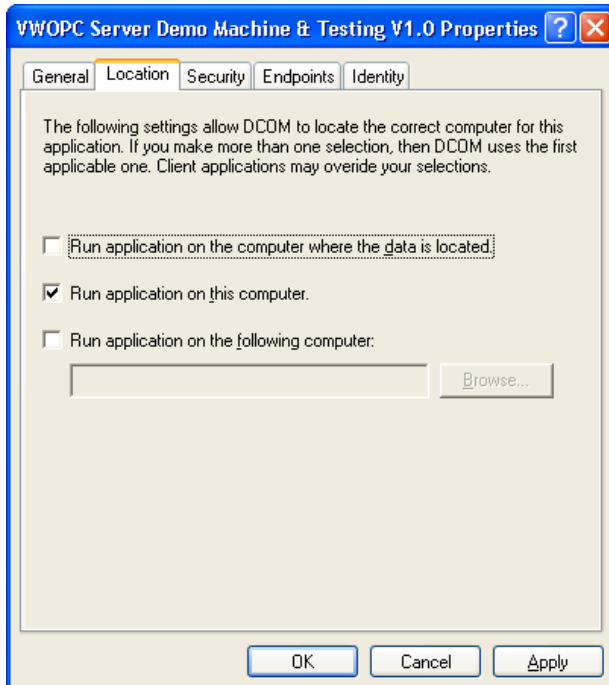 VWOPC Server Demo Machine & Testing V1.0 Properties ?
General Location Security Endpoints Identity
The following settings allow DCOM to locate the correct computer for this
application. If you make more than one selection, then DCOM uses the first
applicable one. Client applications may overide your selections.
Run application on the computer where the data is located.
Run application on this computer.
Run application on the following computer:
Browse...
OK Cancel Apply